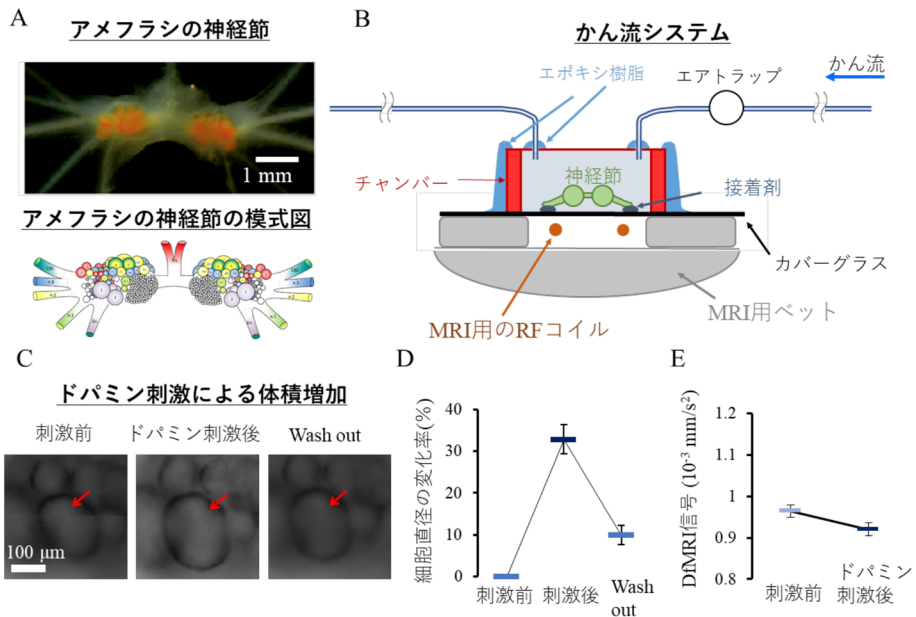 A
アメフラシの神経節
1 mm
アメフラシの神経節の模式図
B
かん流システム
エポキシ樹脂
エアトラップ
かん流
チャンバー
神経節
接着剤
カバーグラス
MRI用のRFコイル
MRI用ベット
C
ドパミン刺激による体積増加
刺激前
ドパミン刺激後
Wash out
100 μm
D
細胞直径の変化率(%)
40
30
20
10
0
刺激前
刺激後
Wash
out
E
DfMRI信号 (10⁻³ mm/s²)
1.2
1.1
1
0.9
0.8
刺激前
ドパミン
刺激後